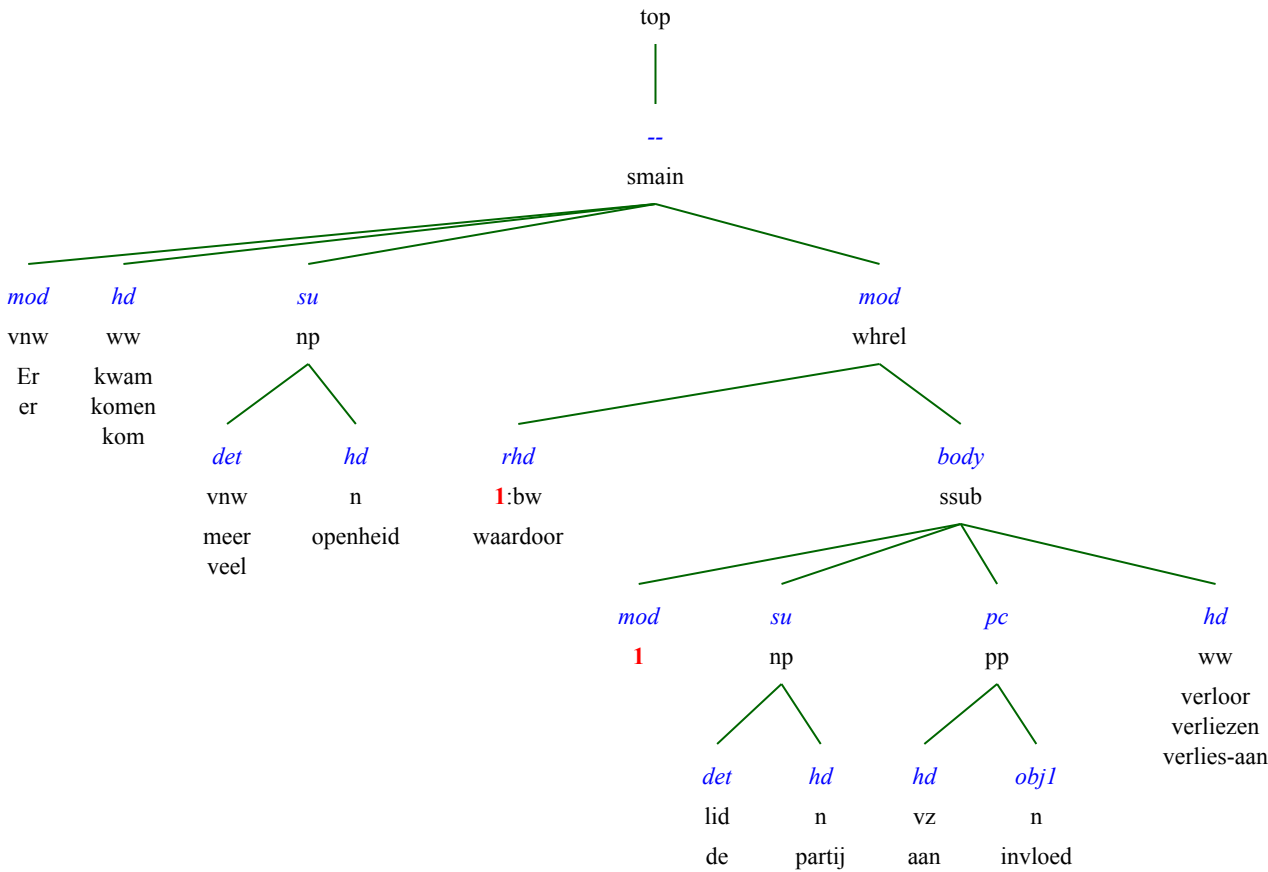 top
--
smain
mod hd su mod
vnw ww np whrel
Er kwam
er komen
kom
det hd rhd body
vnw n 1:bw ssub
meer openheid waardoor
veel
mod su pc hd
1 np pp ww
verloor
verliezen
verlies-aan
det hd hd obj1
lid n vz n
de partij aan invloed